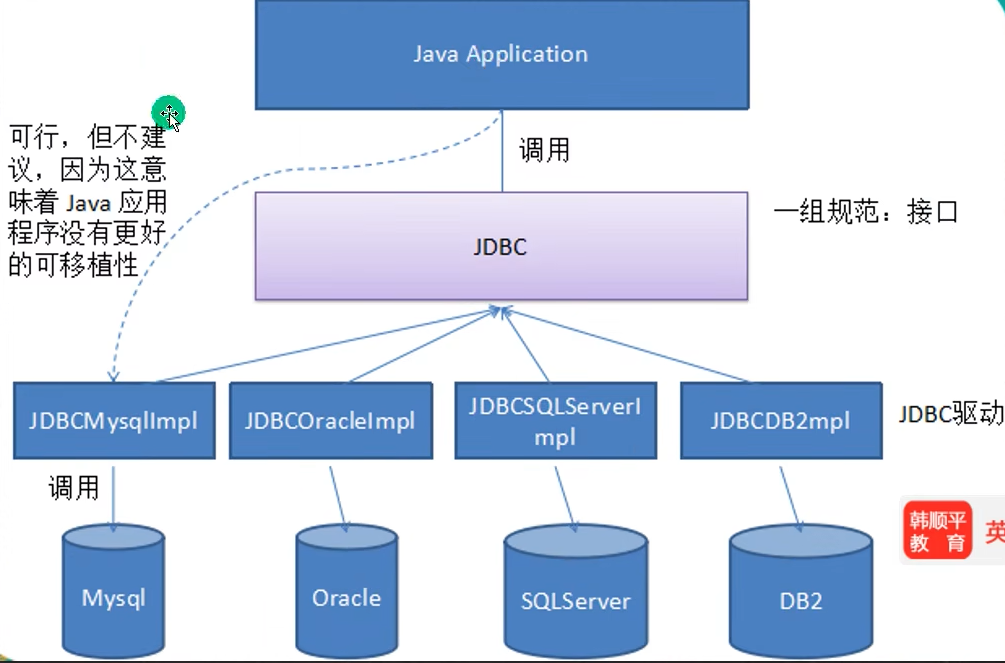 Java Application
可行，但不建
议，因为这意
味着 Java 应用
程序没有更好
的可移植性
调用
JDBC
一组规范：接口
JDBCMysqlImpl
JDBCOracleImpl
JDBCSQLServerI
mpl
JDBCDB2mpl
JDBC驱动
调用
Mysql
Oracle
SQLServer
DB2
韩顺平
教 育
英